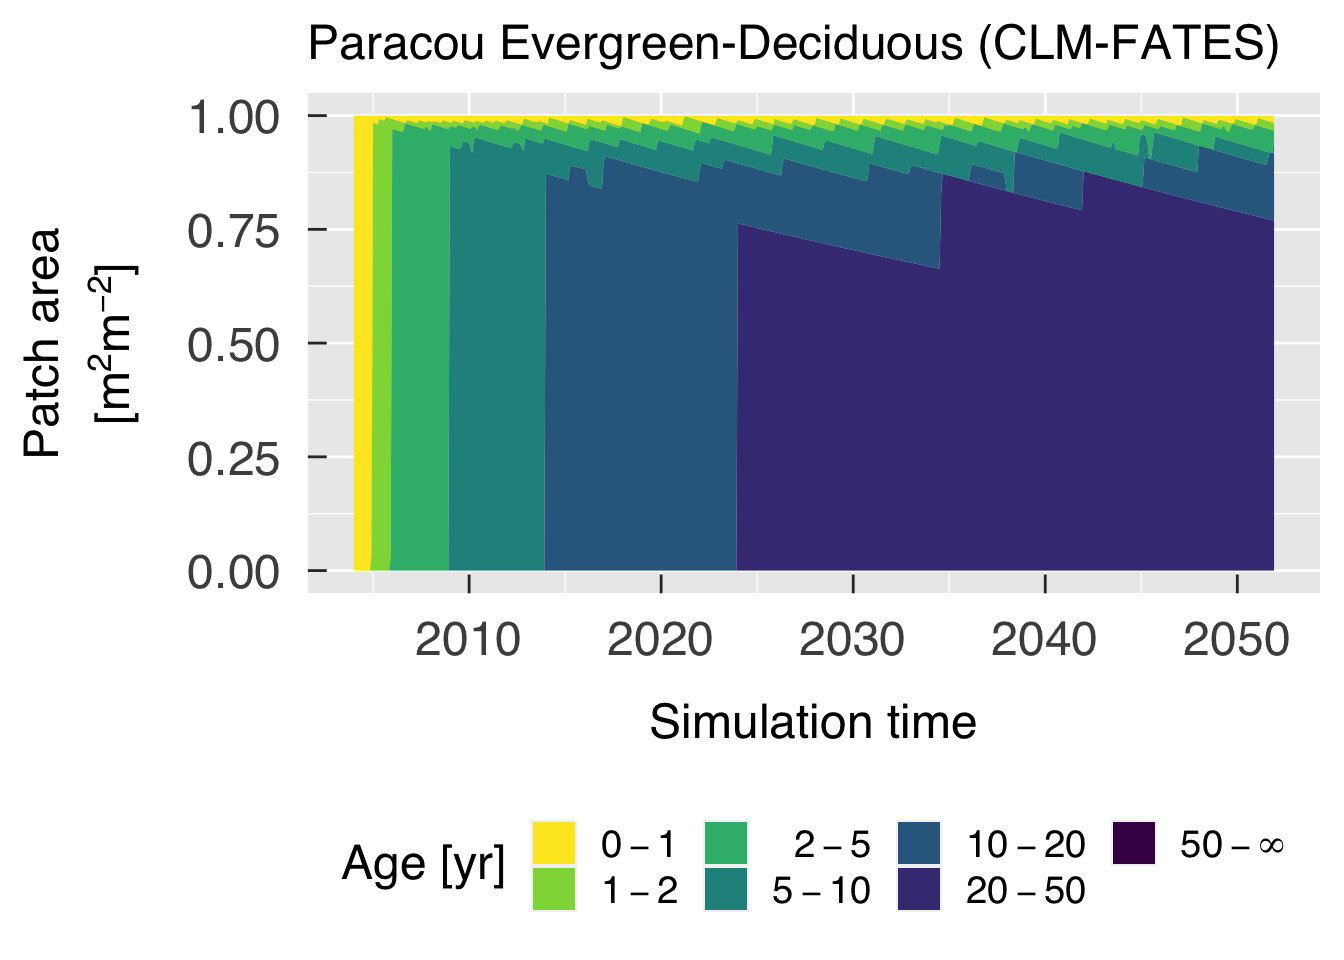 Paracou Evergreen-Deciduous (CLM-FATES)
Patch area
[m²m⁻²]
1.00
0.75
0.50
0.25
0.00
2010 2020 2030 2040 2050
Simulation time
Age [yr]
0 – 1 2 – 5 10 – 20 50 – ∞
1 – 2 5 – 10 20 – 50